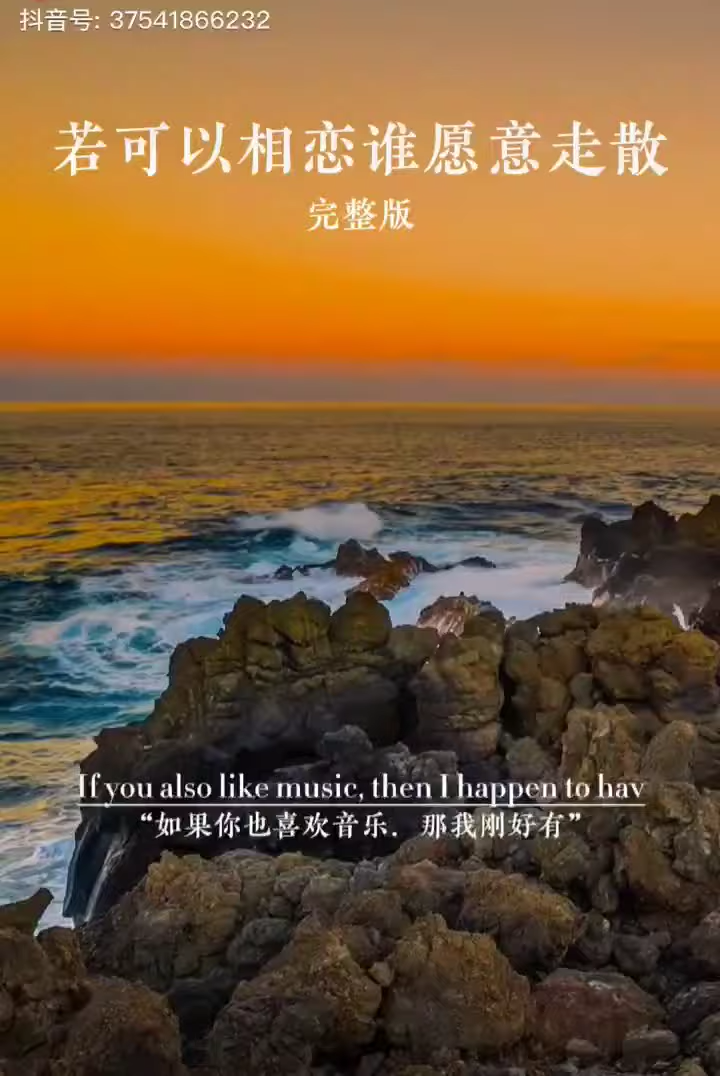 抖音号: 37541866232
若可以相恋谁愿意走散
完整版
If you also like music, then I happen to hav
“如果你也喜欢音乐．那我刚好有”